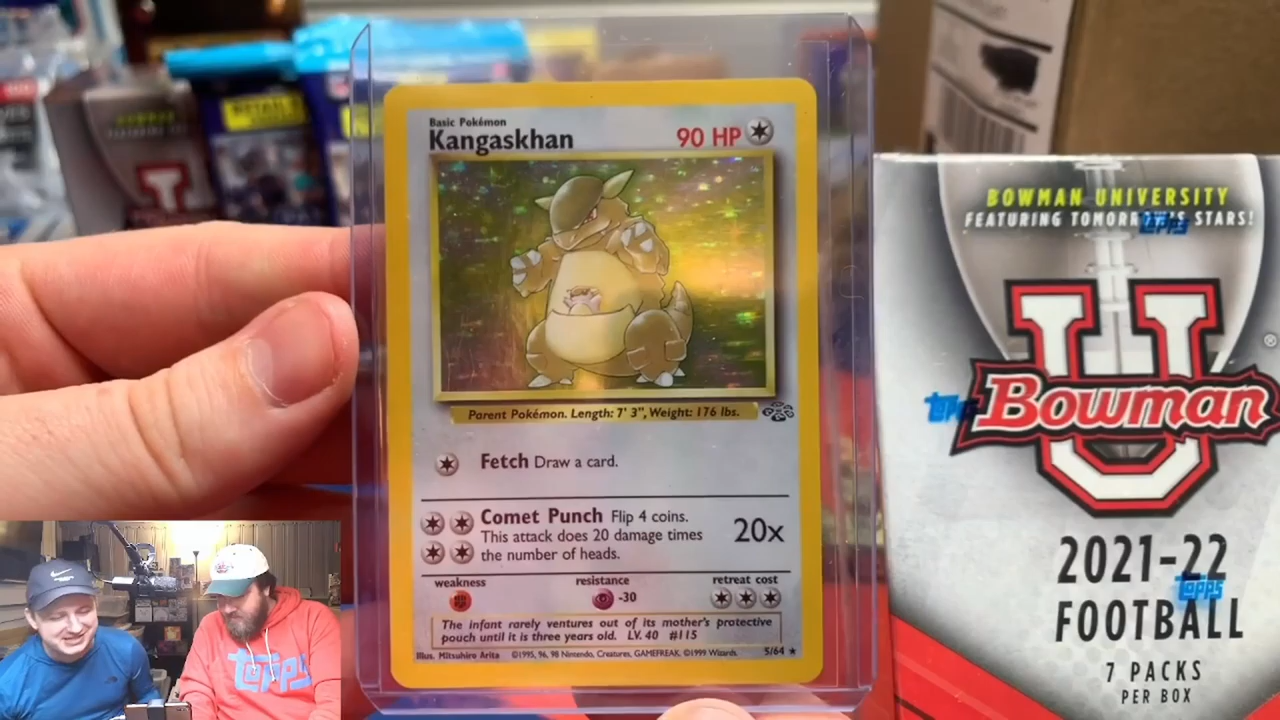 Basic Pokémon
Kangaskhan
90 HP
Parent Pokémon. Length: 7' 3", Weight: 176 lbs.
Fetch Draw a card.
Comet Punch Flip 4 coins.
This attack does 20 damage times
the number of heads.
20x
weakness
resistance
-30
retreat cost
The infant rarely ventures out of its mother's protective
pouch until it is three years old. LV. 40 #115
Illus. Mitsuhiro Arita
©1995, 96, 98 Nintendo, Creatures, GAMEFREAK. ©1999 Wizards.
5/64 ★
BOWMAN UNIVERSITY
FEATURING TOMORROW'S STARS!
topps
U
®
topps
Bowman
2021-22
topps
FOOTBALL
7 PACKS
PER BOX
U
topps